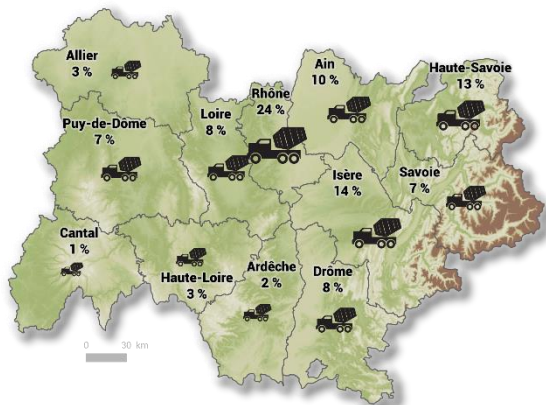 Allier
3 %
Ain
10 %
Haute-Savoie
13 %
Rhône
24 %
Loire
8 %
Puy-de-Dôme
7 %
Isère
14 %
Savoie
7 %
Cantal
1 %
Haute-Loire
3 %
Ardêche
2 %
Drôme
8 %
0 30 km